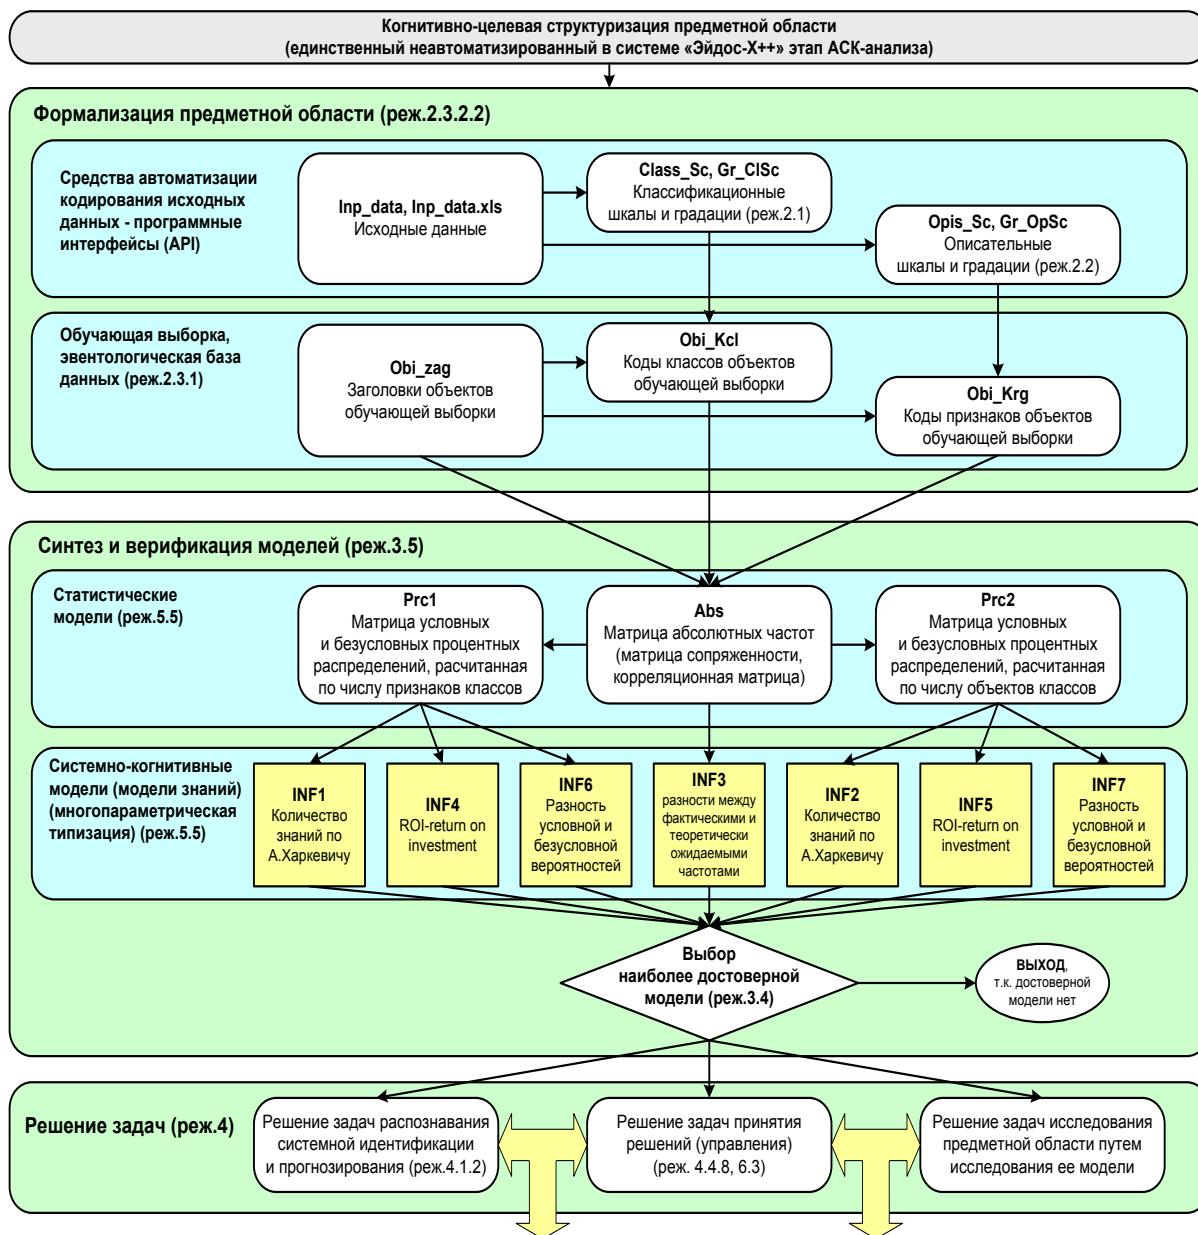 Когнитивно-целевая структуризация предметной области
(единственный неавтоматизированный в системе «Эйдос-Х++» этап АСК-анализа)
Формализация предметной области (реж.2.3.2.2)
Средства автоматизации
кодирования исходных
данных - программные
интерфейсы (API)
Inp_data, Inp_data.xls
Исходные данные
Class_Sc, Gr_ClSc
Классификационные
шкалы и градации (реж.2.1)
Opis_Sc, Gr_OpSc
Описательные
шкалы и градации (реж.2.2)
Обучающая выборка,
эвентологическая база
данных (реж.2.3.1)
Obi_zag
Заголовки объектов
обучающей выборки
Obi_Kcl
Коды классов объектов
обучающей выборки
Obi_Krg
Коды признаков объектов
обучающей выборки
Синтез и верификация моделей (реж.3.5)
Статистические
модели (реж.5.5)
Prc1
Матрица условных
и безусловных процентных
распределений, расчитанная
по числу признаков классов
Abs
Матрица абсолютных частот
(матрица сопряженности,
корреляционная матрица)
Prc2
Матрица условных
и безусловных процентных
распределений, расчитанная
по числу объектов классов
Системно-когнитивные
модели (модели знаний)
(многопараметрическая
типизация) (реж.5.5)
INF1
Количество
знаний по
А.Харкевичу
INF4
ROI-return on
investment
INF6
Разность
условной и
безусловной
вероятностей
INF3
разности между
фактическими и
теоретически
ожидаемыми
частотами
INF2
Количество
знаний по
А.Харкевичу
INF5
ROI-return on
investment
INF7
Разность
условной и
безусловной
вероятностей
Выбор
наиболее достоверной
модели (реж.3.4)
ВЫХОД,
т.к. достоверной
модели нет
Решение задач (реж.4)
Решение задач распознавания
системной идентификации
и прогнозирования (реж.4.1.2)
Решение задач принятия
решений (управления)
(реж. 4.4.8, 6.3)
Решение задач исследования
предметной области путем
исследования ее модели